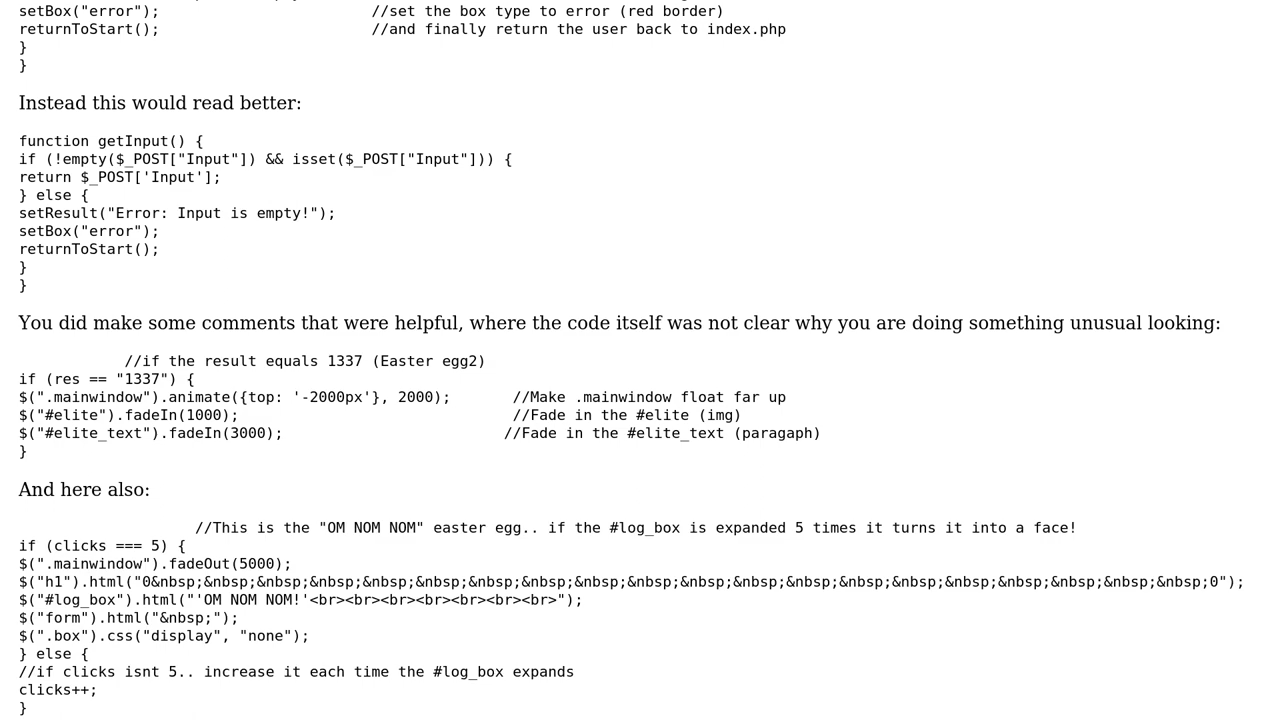 setBox("error");                        //set the box type to error (red border)
returnToStart();                        //and finally return the user back to index.php
}
}
Instead this would read better:
function getInput() {
if (!empty($_POST["Input"]) && isset($_POST["Input"])) {
return $_POST['Input'];
} else {
setResult("Error: Input is empty!");
setBox("error");
returnToStart();
}
}
You did make some comments that were helpful, where the code itself was not clear why you are doing something unusual looking:
            //if the result equals 1337 (Easter egg2)
if (res == "1337") {
$(".mainwindow").animate({top: '-2000px'}, 2000);       //Make .mainwindow float far up
$("#elite").fadeIn(1000);                               //Fade in the #elite (img)
$("#elite_text").fadeIn(3000);                         //Fade in the #elite_text (paragaph)
}
And here also:
                    //This is the "OM NOM NOM" easter egg.. if the #log_box is expanded 5 times it turns it into a face!
if (clicks === 5) {
$(".mainwindow").fadeOut(5000);
$("h1").html("0&nbsp;&nbsp;&nbsp;&nbsp;&nbsp;&nbsp;&nbsp;&nbsp;&nbsp;&nbsp;&nbsp;&nbsp;&nbsp;&nbsp;&nbsp;&nbsp;&nbsp;&nbsp;&nbsp;&nbsp;0");
$("#log_box").html("'OM NOM NOM!'<br><br><br><br><br><br><br>");
$("form").html("&nbsp;");
$(".box").css("display", "none");
} else {
//if clicks isnt 5.. increase it each time the #log_box expands
clicks++;
}